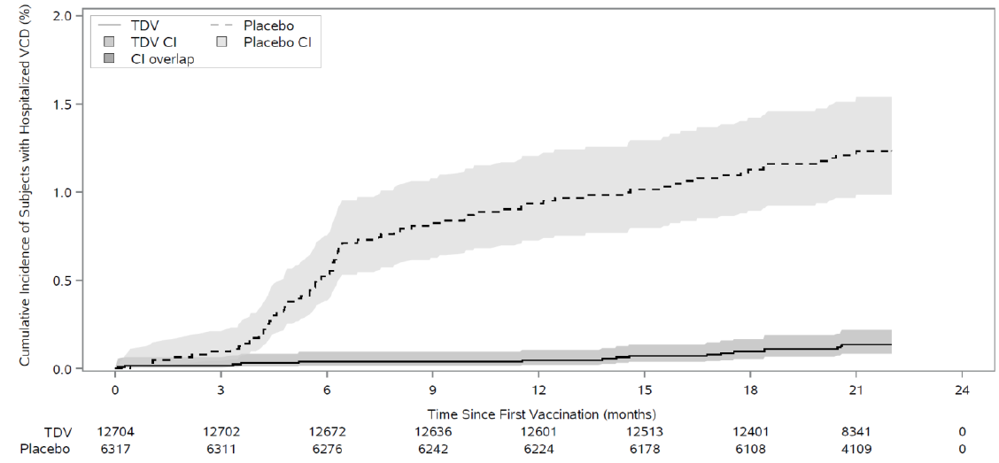 Cumulative Incidence of Subjects with Hospitalized VCD (%)
2.0
1.5
1.0
0.5
0.0
TDV
Placebo
TDV CI
Placebo CI
CI overlap
0 3 6 9 12 15 18 21 24
Time Since First Vaccination (months)
TDV 12704 12702 12672 12636 12601 12513 12401 8341 0
Placebo 6317 6311 6276 6242 6224 6178 6108 4109 0